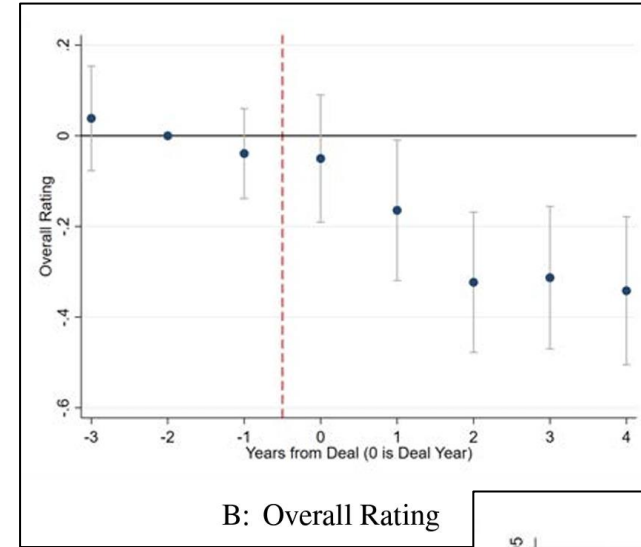 .2
0
-.2
-.4
-.6
Overall Rating
-3 -2 -1 0 1 2 3 4
Years from Deal (0 is Deal Year)
B: Overall Rating